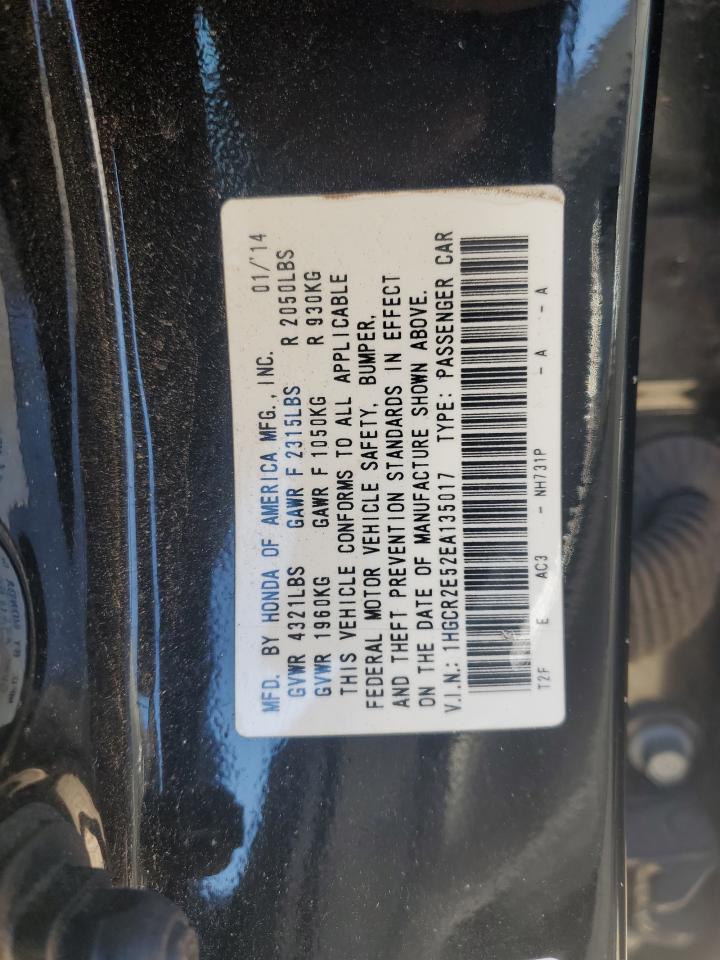 MFD. BY HONDA OF AMERICA MFG., INC. 01/'14
GVWR 4321LBS GAWR F 2315LBS R 2050LBS
GVWR 1960KG GAWR F 1050KG R 930KG
THIS VEHICLE CONFORMS TO ALL APPLICABLE
FEDERAL MOTOR VEHICLE SAFETY, BUMPER,
AND THEFT PREVENTION STANDARDS IN EFFECT
ON THE DATE OF MANUFACTURE SHOWN ABOVE.
V.I.N.: 1HGCR2E52EA135017 TYPE: PASSENGER CAR
T2F E AC3 - NH731P - A - A